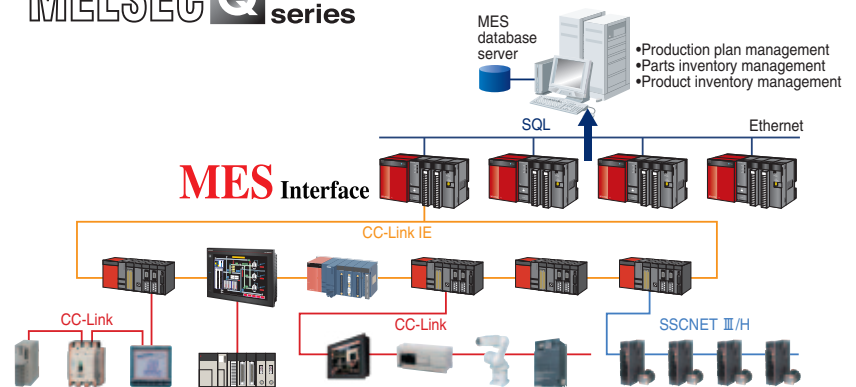 MELSEC Q series
MES
database
server
•Production plan management
•Parts inventory management
•Product inventory management
SQL
Ethernet
MES Interface
CC-Link IE
CC-Link
CC-Link
SSCNET Ⅲ/H